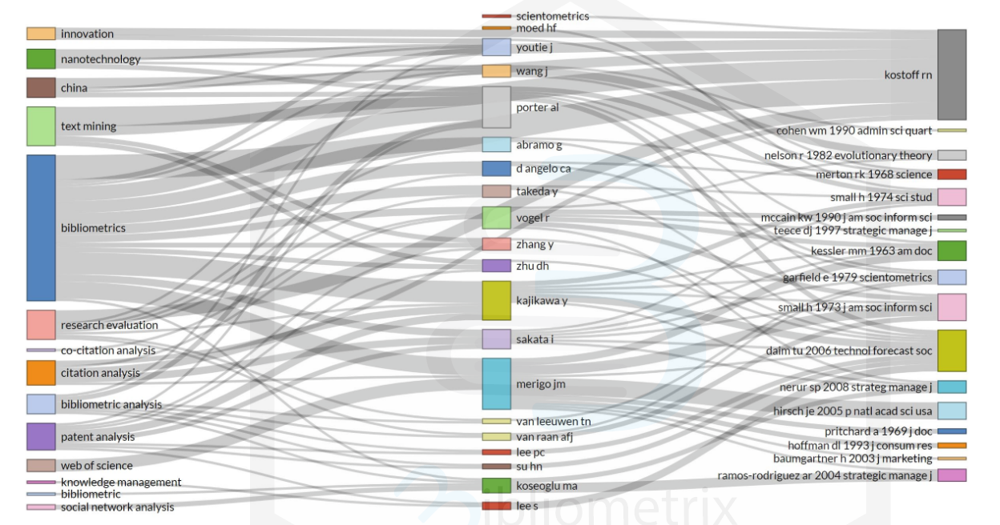 innovation
nanotechnology
china
text mining
bibliometrics
research evaluation
co-citation analysis
citation analysis
bibliometric analysis
patent analysis
web of science
knowledge management
bibliometric
social network analysis
scientometrics
moed hf
youtie j
wang j
porter al
abramo g
d angelo ca
takeda y
vogel r
zhang y
zhu dh
kajikawa y
sakata i
merigo jm
van leeuwen tn
van raan afj
lee pc
su hn
koseoglu ma
lee s
kostoff rn
cohen wm 1990 admin sci quart
nelson r 1982 evolutionary theory
merton rk 1968 science
small h 1974 sci stud
mccain kw 1990 j am soc inform sci
teece dj 1997 strategic manage j
kessler mm 1963 am doc
garfield e 1979 scientometrics
small h 1973 j am soc inform sci
daim tu 2006 technol forecast soc
nerur sp 2008 strateg manage j
hirsch je 2005 p natl acad sci usa
pritchard a 1969 j doc
hoffman dl 1993 j consum res
baumgartner h 2003 j marketing
ramos-rodriguez ar 2004 strategic manage j
bibliometrix